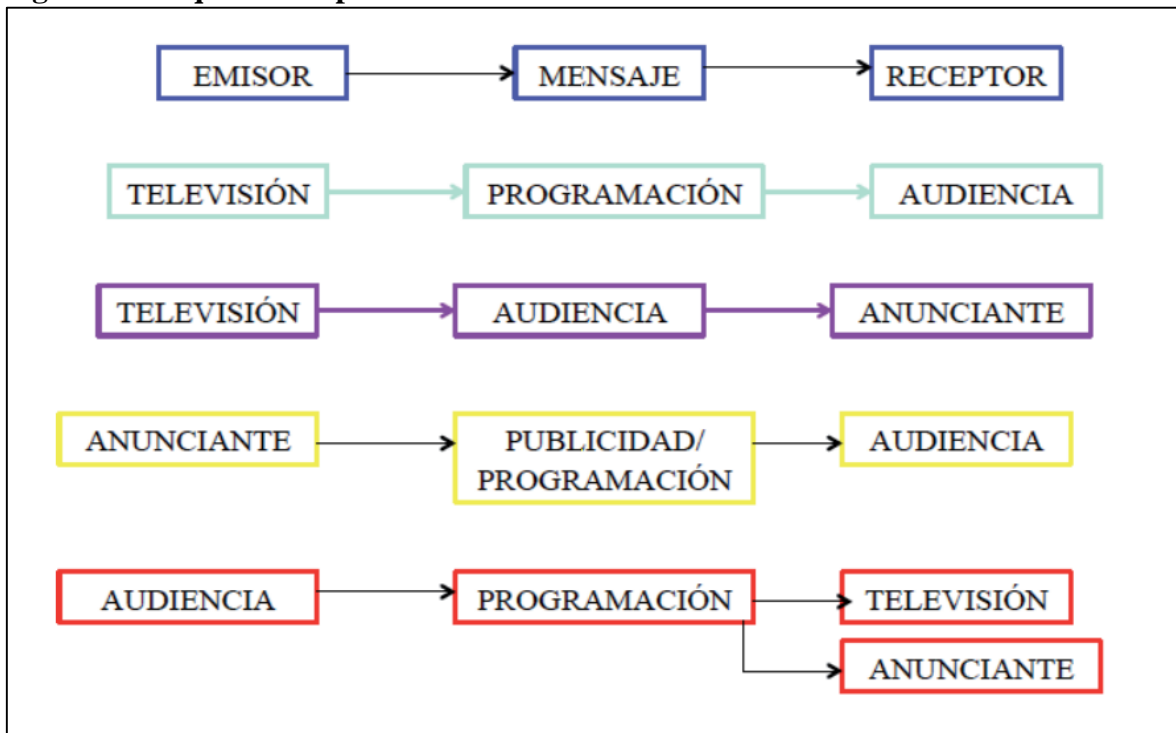 EMISOR MENSAJE RECEPTOR
TELEVISIÓN PROGRAMACIÓN AUDIENCIA
TELEVISIÓN AUDIENCIA ANUNCIANTE
ANUNCIANTE PUBLICIDAD/ AUDIENCIA
PROGRAMACIÓN
AUDIENCIA PROGRAMACIÓN TELEVISIÓN
ANUNCIANTE